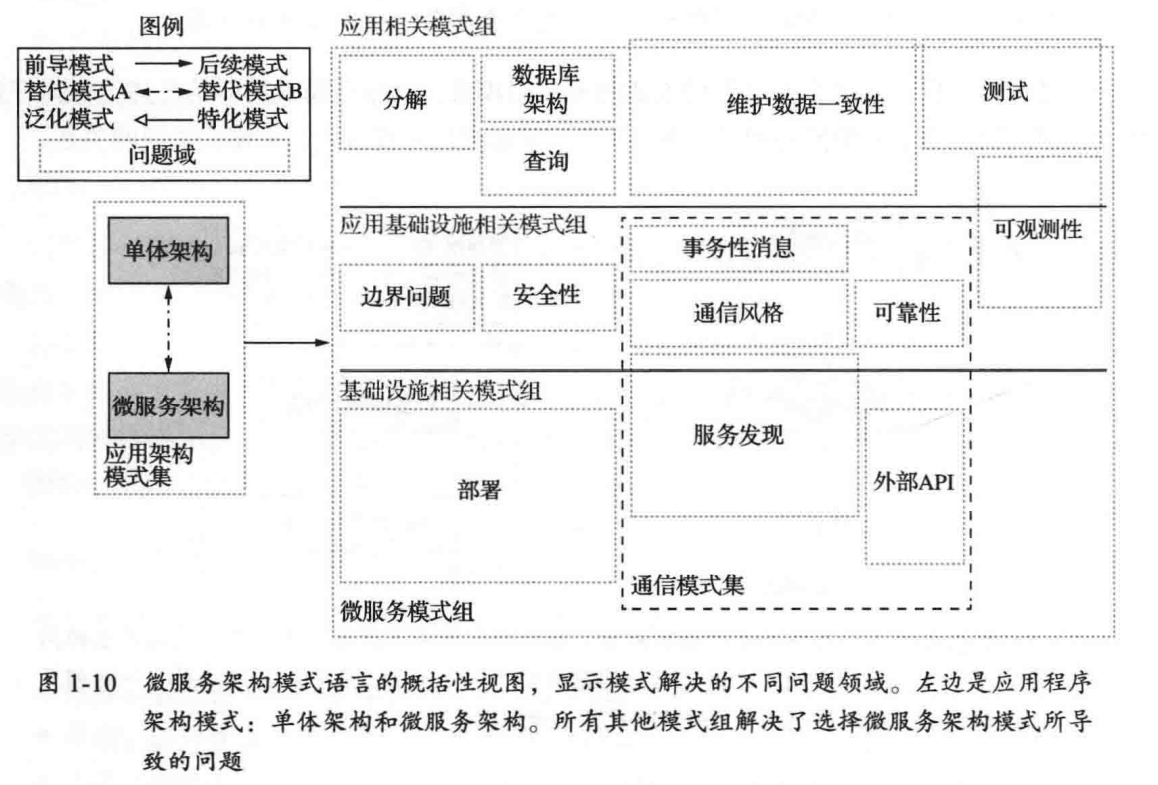 图例
前导模式 后续模式
替代模式A 替代模式B
泛化模式 特化模式
问题域
单体架构
微服务架构
应用架构
模式集
应用相关模式组
分解
数据库
架构
查询
维护数据一致性
测试
可观测性
应用基础设施相关模式组
边界问题
安全性
事务性消息
通信风格
可靠性
基础设施相关模式组
部署
服务发现
外部API
通信模式集
微服务模式组
图 1-10 微服务架构模式语言的概括性视图，显示模式解决的不同问题领域。左边是应用程序
架构模式：单体架构和微服务架构。所有其他模式组解决了选择微服务架构模式所导
致的问题